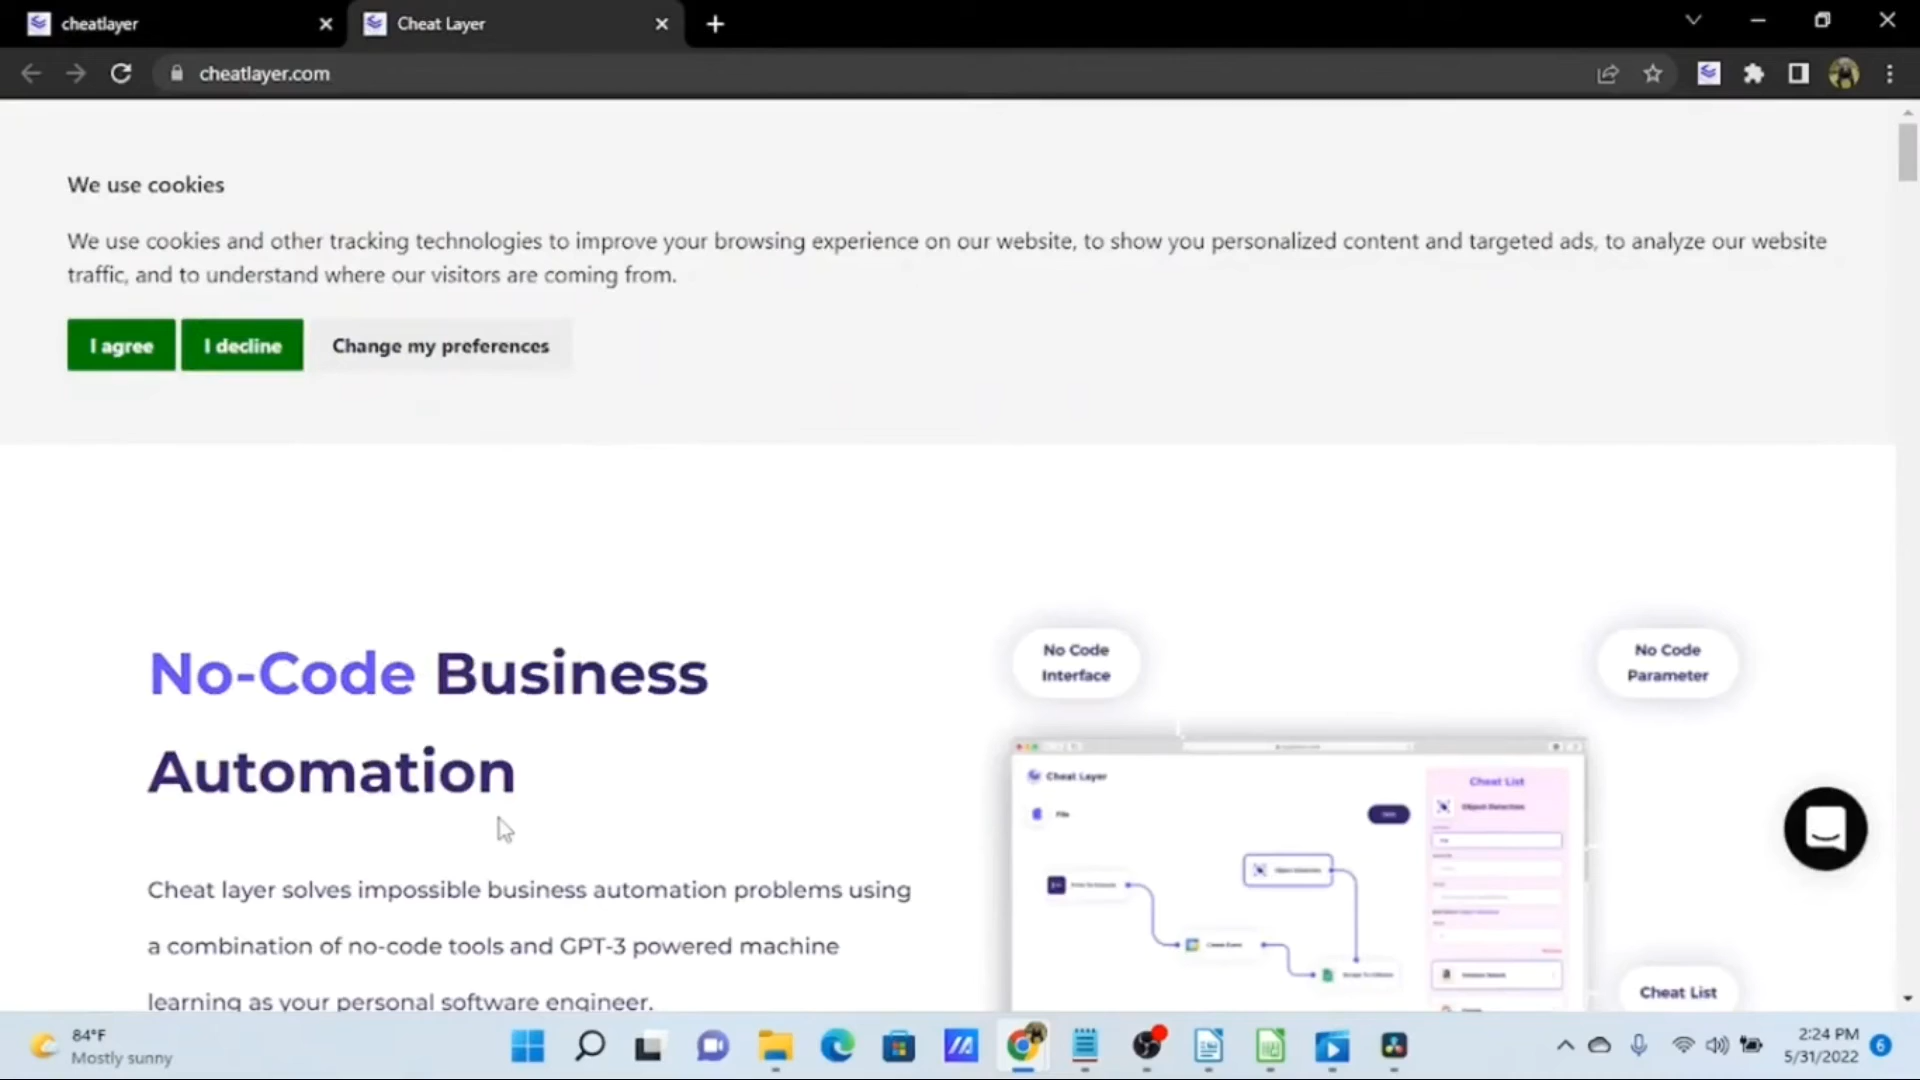 cheatlayer
Cheat Layer
cheatlayer.com
We use cookies
We use cookies and other tracking technologies to improve your browsing experience on our website, to show you personalized content and targeted ads, to analyze our website
traffic, and to understand where our visitors are coming from.
I agree
I decline
Change my preferences
No-Code Business
Automation
Cheat layer solves impossible business automation problems using
a combination of no-code tools and GPT-3 powered machine
learning as your personal software engineer.
No Code
Interface
No Code
Parameter
Cheat Layer
File
Cheat List
Object Detection
Object Detection
Cheat List
84°F
Mostly sunny
2:24 PM
5/31/2022
6